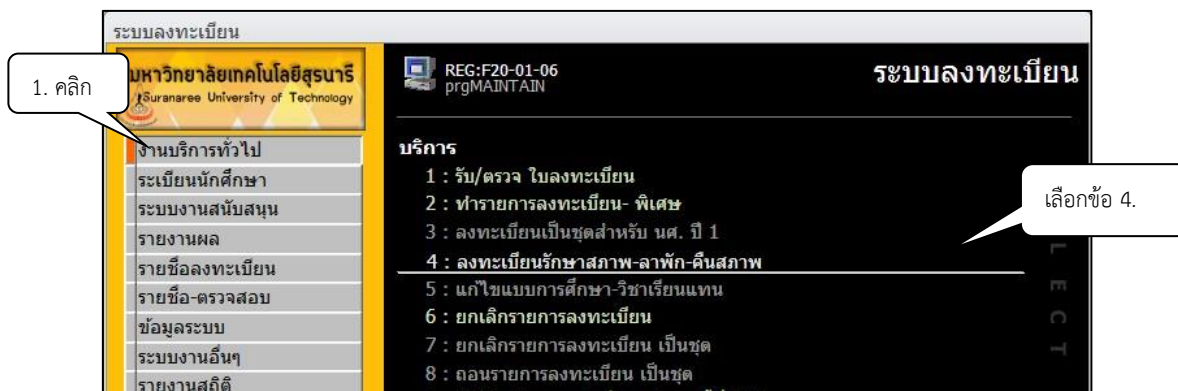 ระบบลงทะเบียน
มหาวิทยาลัยเทคโนโลยีสุรนารี
Suranaree University of Technology
1. คลิก
งานบริการทั่วไป
ระเบียนนักศึกษา
ระบบงานสนับสนุน
รายงานผล
รายชื่อลงทะเบียน
รายชื่อ-ตรวจสอบ
ข้อมูลระบบ
ระบบงานอื่นๆ
รายงานสถิติ
REG:F20-01-06
prgMAINTAIN
ระบบลงทะเบียน
บริการ
1 : รับ/ตรวจ ใบลงทะเบียน
2 : ทำรายการลงทะเบียน- พิเศษ
3 : ลงทะเบียนเป็นชุดสำหรับ นศ. ปี 1
4 : ลงทะเบียนรักษาสภาพ-ลาพัก-คืนสภาพ
5 : แก้ไขแบบการศึกษา-วิชาเรียนแทน
6 : ยกเลิกรายการลงทะเบียน
7 : ยกเลิกรายการลงทะเบียน เป็นชุด
8 : ถอนรายการลงทะเบียน เป็นชุด
เลือกข้อ 4.
L E C T